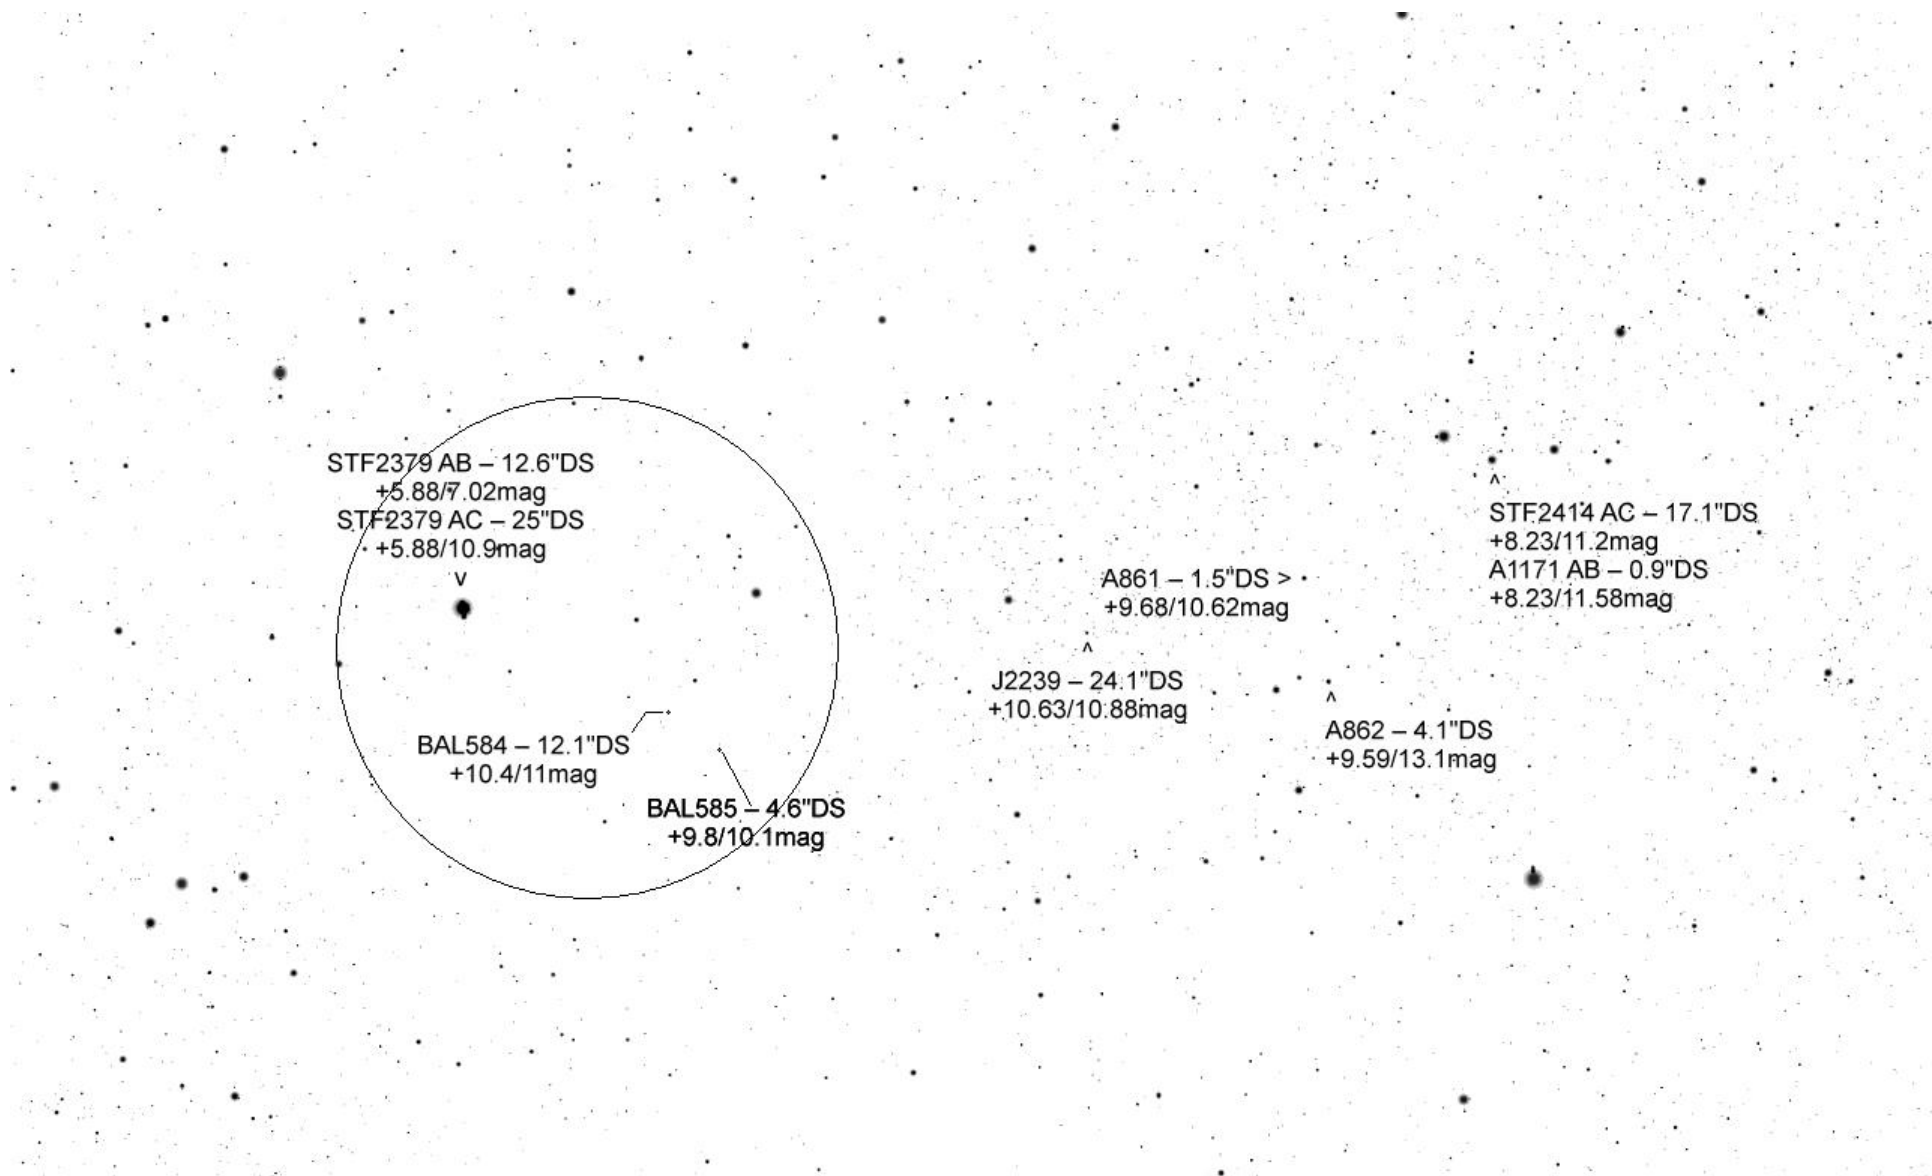 STF2379 AB – 12.6"DS
+5.88/7.02mag
STF2379 AC – 25"DS
+5.88/10.9mag
v
BAL584 – 12.1"DS
+10.4/11mag
BAL585 – 4.6"DS
+9.8/10.1mag
A861 – 1.5"DS >
+9.68/10.62mag
^
J2239 – 24.1"DS
+10.63/10.88mag
^
A862 – 4.1"DS
+9.59/13.1mag
^
STF2414 AC – 17.1"DS
+8.23/11.2mag
A1171 AB – 0.9"DS
+8.23/11.58mag